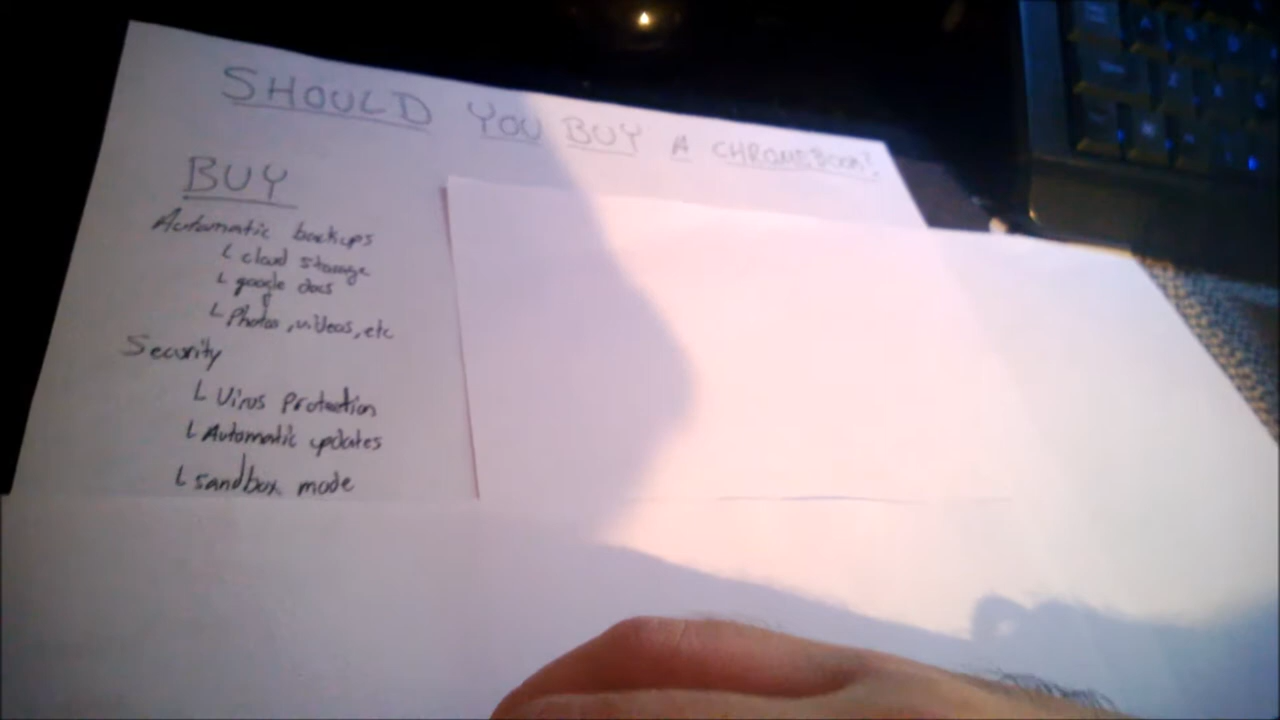 SHOULD YOU BUY A CHROMEBOOK?
BUY
Automatic backups
└ cloud storage
└ google docs
└ Photos, videos, etc
Security
└ Virus Protection
└ Automatic updates
└ sandbox mode